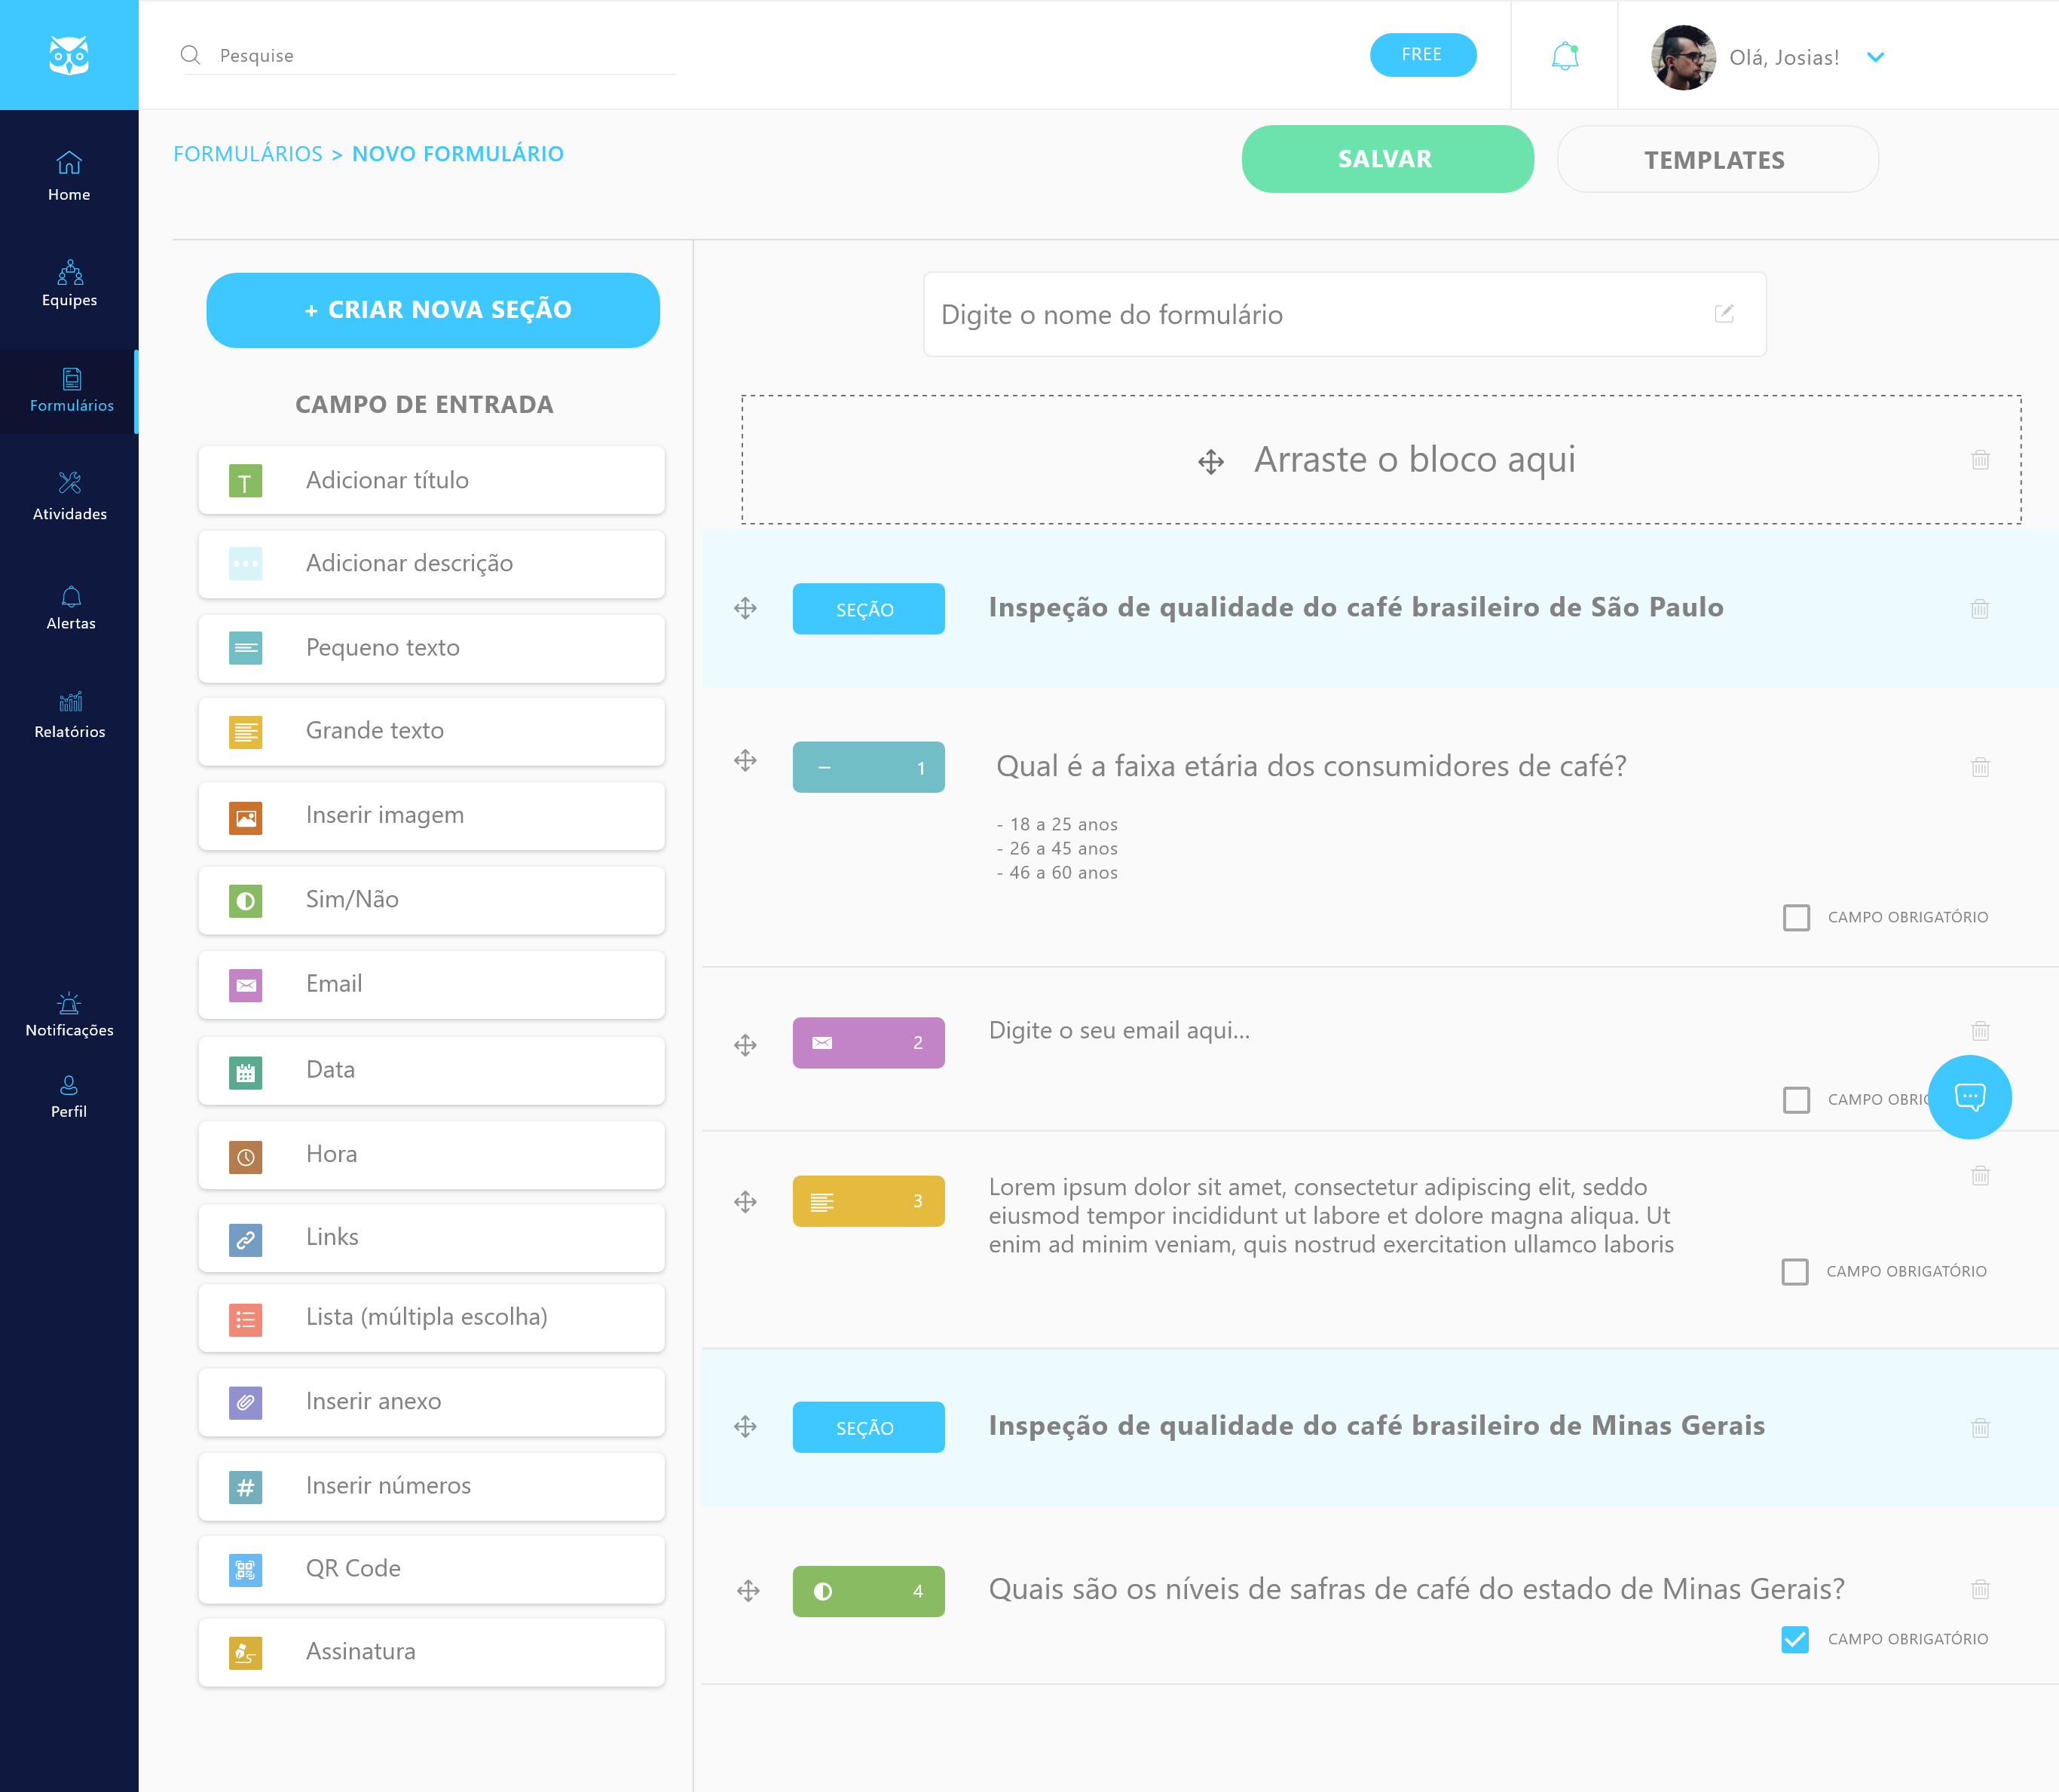 Pesquise
FREE
Olá, Josias!
Home
Equipes
Formulários
Atividades
Alertas
Relatórios
Notificações
Perfil
FORMULÁRIOS > NOVO FORMULÁRIO
SALVAR
TEMPLATES
+ CRIAR NOVA SEÇÃO
CAMPO DE ENTRADA
T
Adicionar título
Adicionar descrição
Pequeno texto
Grande texto
Inserir imagem
Sim/Não
Email
Data
Hora
Links
Lista (múltipla escolha)
Inserir anexo
#
Inserir números
QR Code
Assinatura
Digite o nome do formulário
Arraste o bloco aqui
SEÇÃO
Inspeção de qualidade do café brasileiro de São Paulo
1
Qual é a faixa etária dos consumidores de café?
- 18 a 25 anos
- 26 a 45 anos
- 46 a 60 anos
CAMPO OBRIGATÓRIO
2
Digite o seu email aqui...
CAMPO OBRI
3
Lorem ipsum dolor sit amet, consectetur adipiscing elit, seddo
eiusmod tempor incididunt ut labore et dolore magna aliqua. Ut
enim ad minim veniam, quis nostrud exercitation ullamco laboris
CAMPO OBRIGATÓRIO
SEÇÃO
Inspeção de qualidade do café brasileiro de Minas Gerais
4
Quais são os níveis de safras de café do estado de Minas Gerais?
CAMPO OBRIGATÓRIO